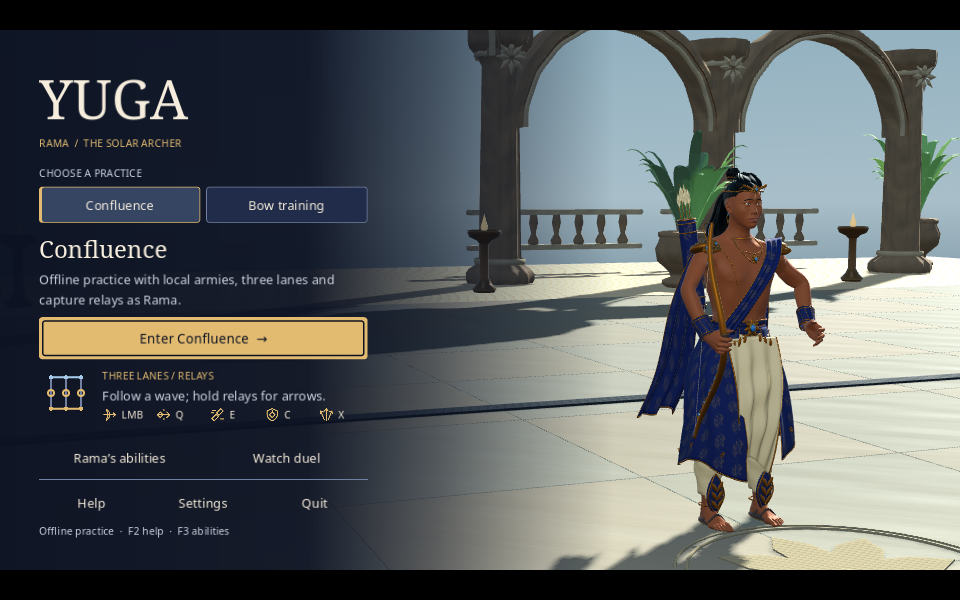 YUGA
RAMA / THE SOLAR ARCHER
CHOOSE A PRACTICE
Confluence
Bow training
Confluence
Offline practice with local armies, three lanes and
capture relays as Rama.
Enter Confluence →
THREE LANES / RELAYS
Follow a wave; hold relays for arrows.
LMB Q E C X
Rama's abilities
Watch duel
Help
Settings
Quit
Offline practice · F2 help · F3 abilities